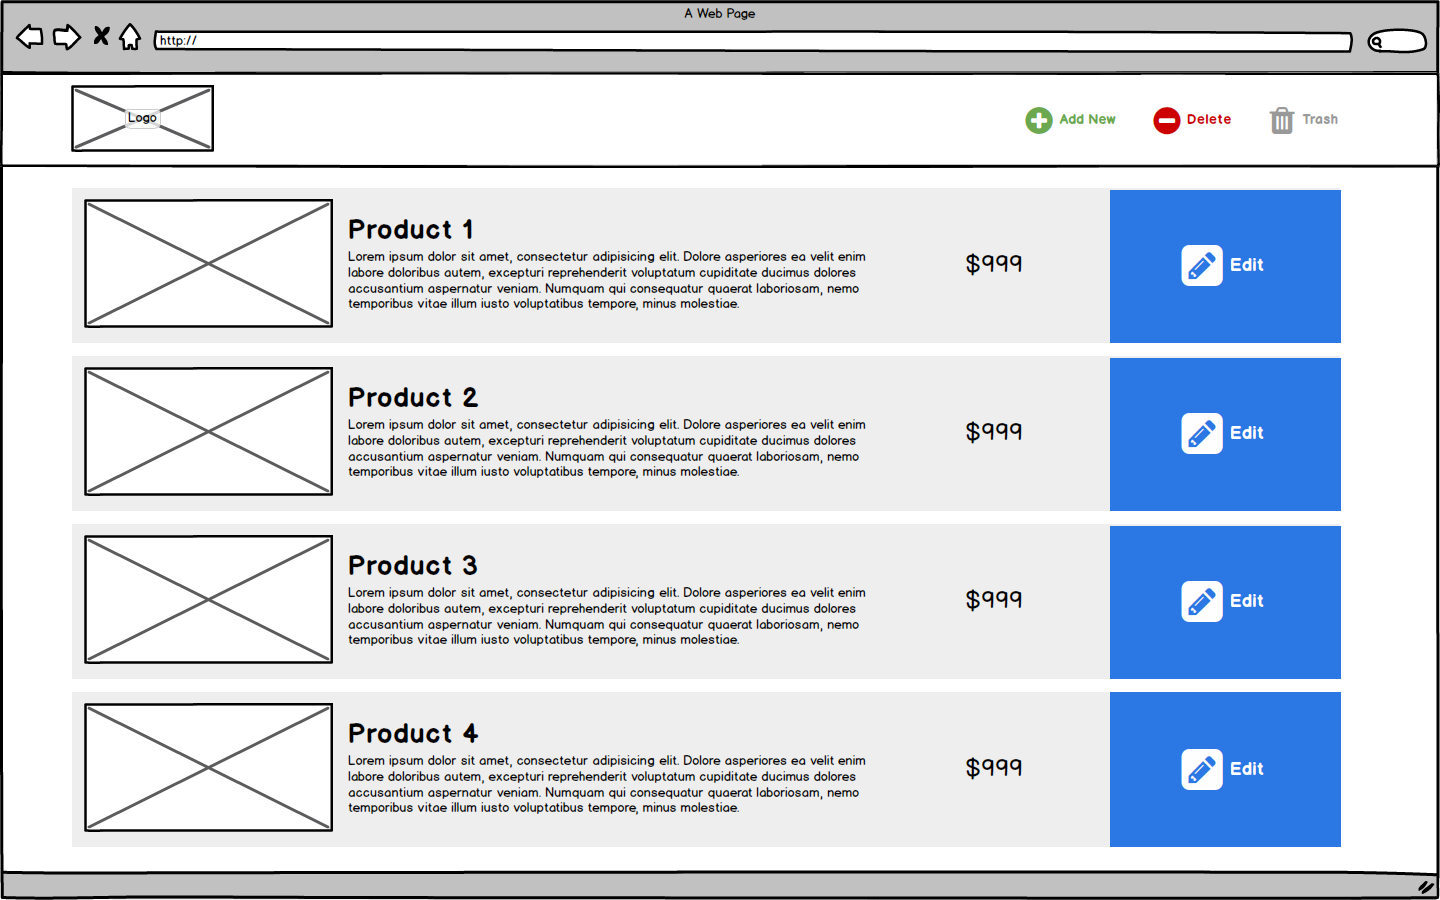 A Web Page
http://
Logo
Add New
Delete
Trash
Product 1
Lorem ipsum dolor sit amet, consectetur adipisicing elit. Dolore asperiores ea velit enim
labore doloribus autem, excepturi reprehenderit voluptatum cupiditate ducimus dolores
accusantium aspernatur veniam. Numquam qui consequatur quaerat laboriosam, nemo
temporibus vitae illum iusto voluptatibus tempore, minus molestiae.
$999
Edit
Product 2
Lorem ipsum dolor sit amet, consectetur adipisicing elit. Dolore asperiores ea velit enim
labore doloribus autem, excepturi reprehenderit voluptatum cupiditate ducimus dolores
accusantium aspernatur veniam. Numquam qui consequatur quaerat laboriosam, nemo
temporibus vitae illum iusto voluptatibus tempore, minus molestiae.
$999
Edit
Product 3
Lorem ipsum dolor sit amet, consectetur adipisicing elit. Dolore asperiores ea velit enim
labore doloribus autem, excepturi reprehenderit voluptatum cupiditate ducimus dolores
accusantium aspernatur veniam. Numquam qui consequatur quaerat laboriosam, nemo
temporibus vitae illum iusto voluptatibus tempore, minus molestiae.
$999
Edit
Product 4
Lorem ipsum dolor sit amet, consectetur adipisicing elit. Dolore asperiores ea velit enim
labore doloribus autem, excepturi reprehenderit voluptatum cupiditate ducimus dolores
accusantium aspernatur veniam. Numquam qui consequatur quaerat laboriosam, nemo
temporibus vitae illum iusto voluptatibus tempore, minus molestiae.
$999
Edit